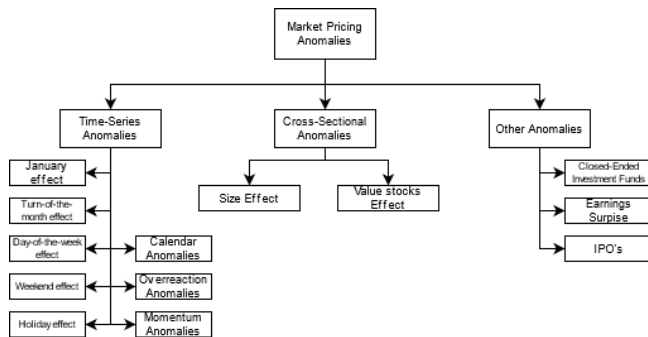 Market Pricing
Anomalies
Time-Series
Anomalies
Cross-Sectional
Anomalies
Other Anomalies
January
effect
Turn-of-the-
month effect
Day-of-the-week
effect
Weekend effect
Holiday effect
Calendar
Anomalies
Overreaction
Anomalies
Momentum
Anomalies
Size Effect
Value stocks
Effect
Closed-Ended
Investment Funds
Earnings
Surpise
IPO's